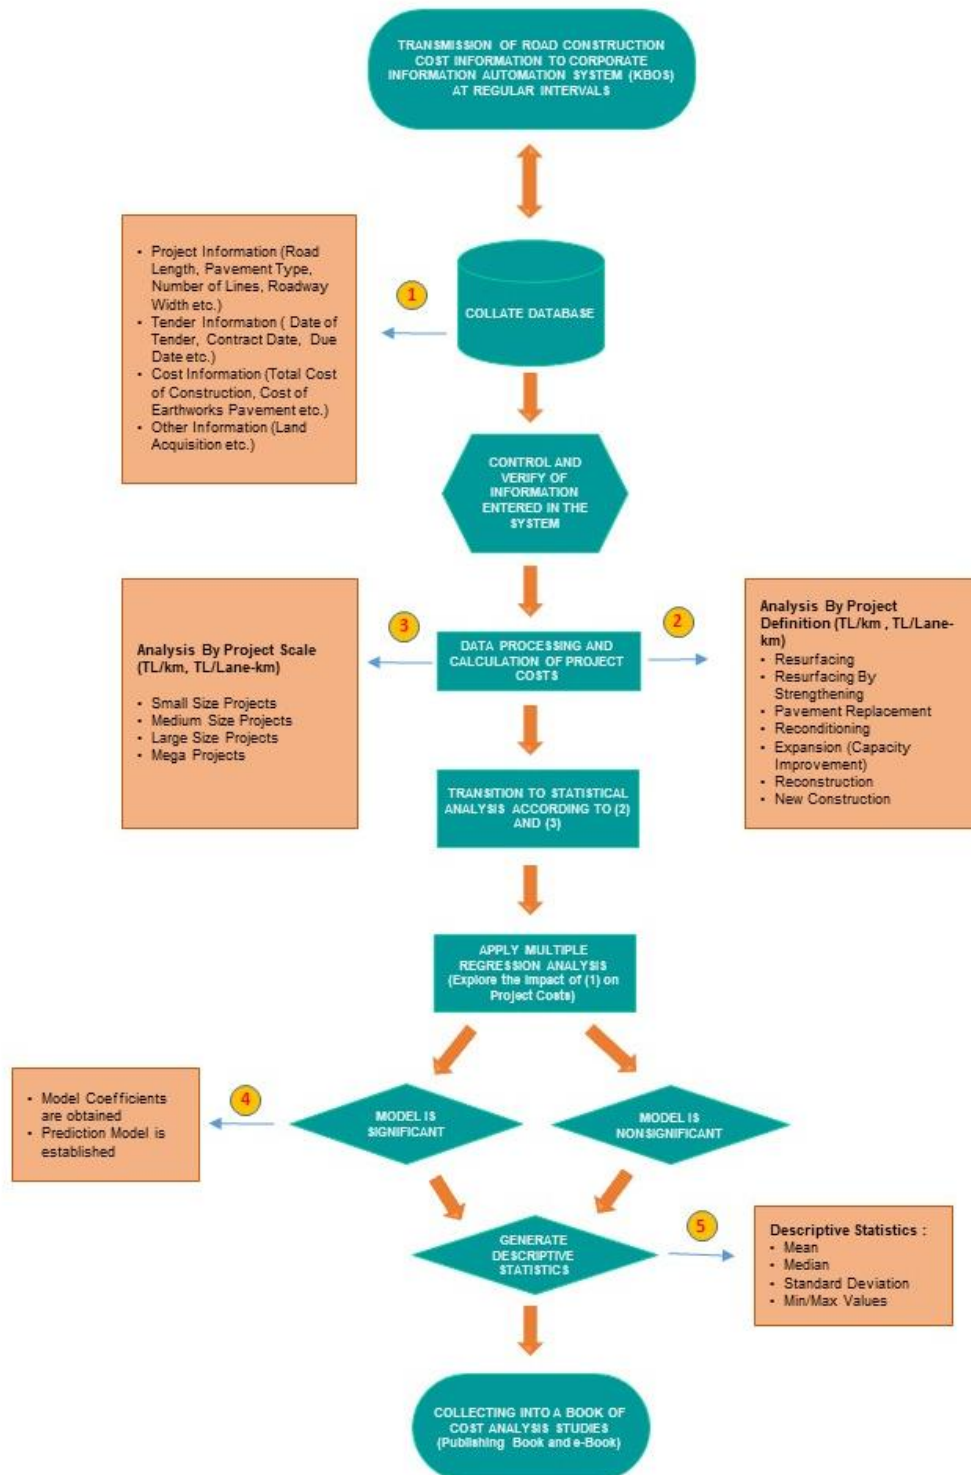 TRANSMISSION OF ROAD CONSTRUCTION
COST INFORMATION TO CORPORATE
INFORMATION AUTOMATION SYSTEM (KBOS)
AT REGULAR INTERVALS
• Project Information (Road
Length, Pavement Type,
Number of Lines, Roadway
Width etc.)
• Tender Information ( Date of
Tender, Contract Date, Due
Date etc.)
• Cost Information (Total Cost
of Construction, Cost of
Earthworks Pavement etc.)
• Other Information (Land
Acquisition etc.)
1
COLLATE DATABASE
CONTROL AND
VERIFY OF
INFORMATION
ENTERED IN THE
SYSTEM
Analysis By Project Scale
(TL/km, TL/Lane-km)
• Small Size Projects
• Medium Size Projects
• Large Size Projects
• Mega Projects
3
DATA PROCESSING AND
CALCULATION OF PROJECT
COSTS
2
Analysis By Project
Definition (TL/km , TL/Lane-
km)
• Resurfacing
• Resurfacing By
Strengthening
• Pavement Replacement
• Reconditioning
• Expansion (Capacity
Improvement)
• Reconstruction
• New Construction
TRANSITION TO STATISTICAL
ANALYSIS ACCORDING TO (2)
AND (3)
APPLY MULTIPLE
REGRESSION ANALYSIS
(Explore the Impact of (1) on
Project Costs)
• Model Coefficients
are obtained
• Prediction Model is
established
4
MODEL IS
SIGNIFICANT
MODEL IS
NONSIGNIFICANT
GENERATE
DESCRIPTIVE
STATISTICS
5
Descriptive Statistics :
• Mean
• Median
• Standard Deviation
• Min/Max Values
COLLECTING INTO A BOOK OF
COST ANALYSIS STUDIES
(Publishing Book and e-Book)